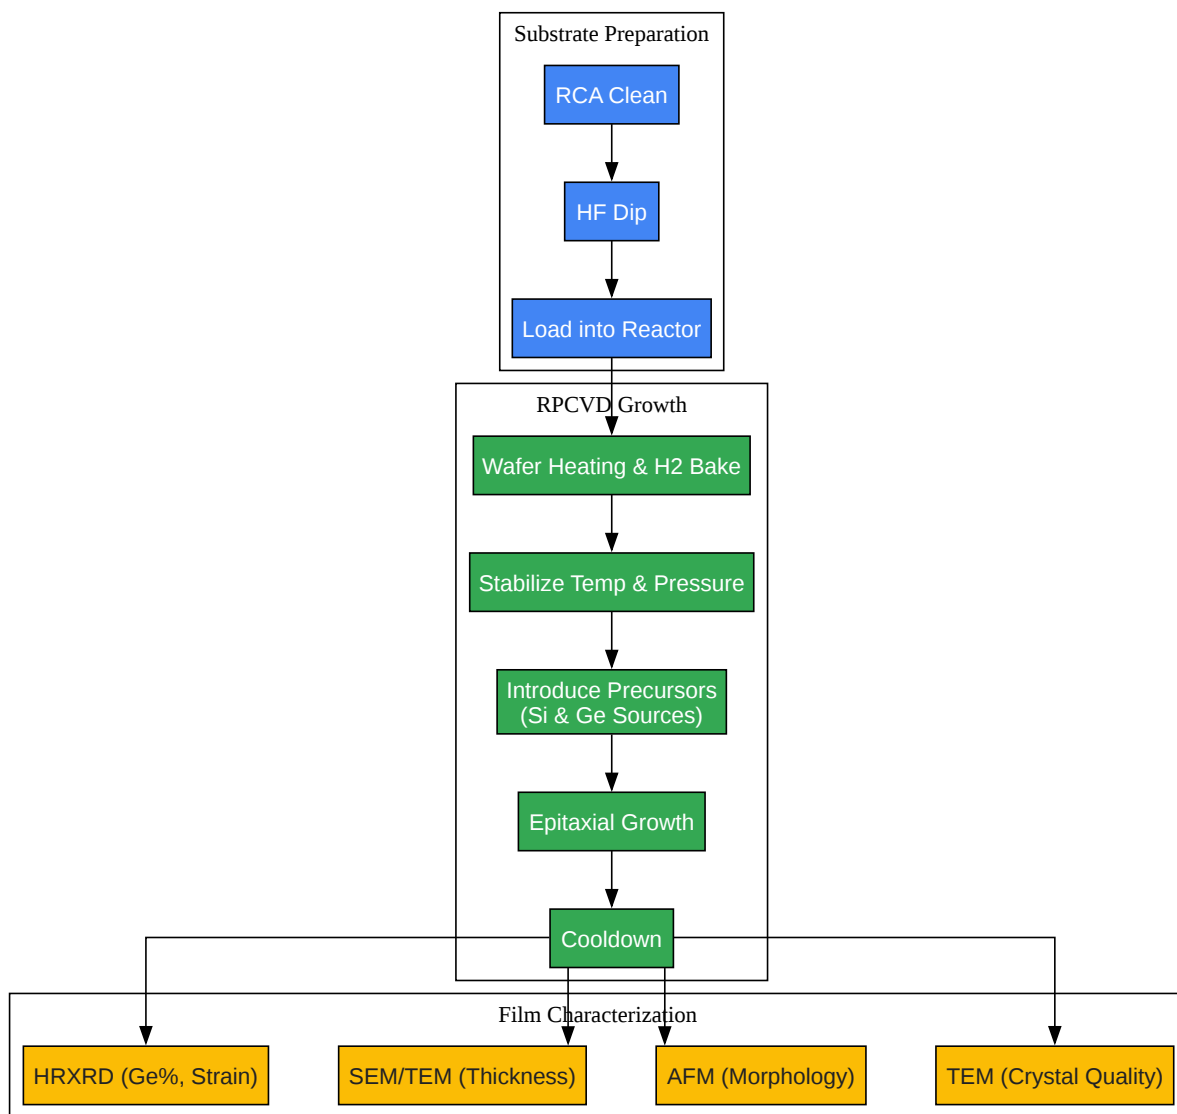 Substrate Preparation
RCA Clean
HF Dip
Load into Reactor
RPCVD Growth
Wafer Heating & H2 Bake
Stabilize Temp & Pressure
Introduce Precursors
(Si & Ge Sources)
Epitaxial Growth
Cooldown
Film Characterization
HRXRD (Ge%, Strain)
SEM/TEM (Thickness)
AFM (Morphology)
TEM (Crystal Quality)